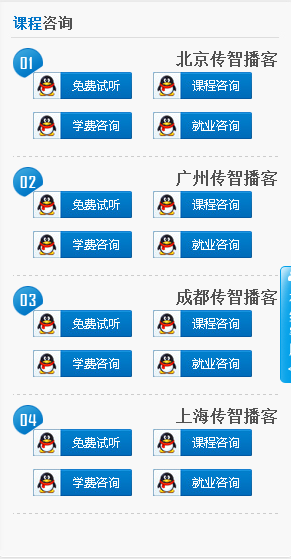 课程咨询
01 北京传智播客
免费试听 课程咨询
学费咨询 就业咨询
02 广州传智播客
免费试听 课程咨询
学费咨询 就业咨询
03 成都传智播客
免费试听 课程咨询
学费咨询 就业咨询
04 上海传智播客
免费试听 课程咨询
学费咨询 就业咨询